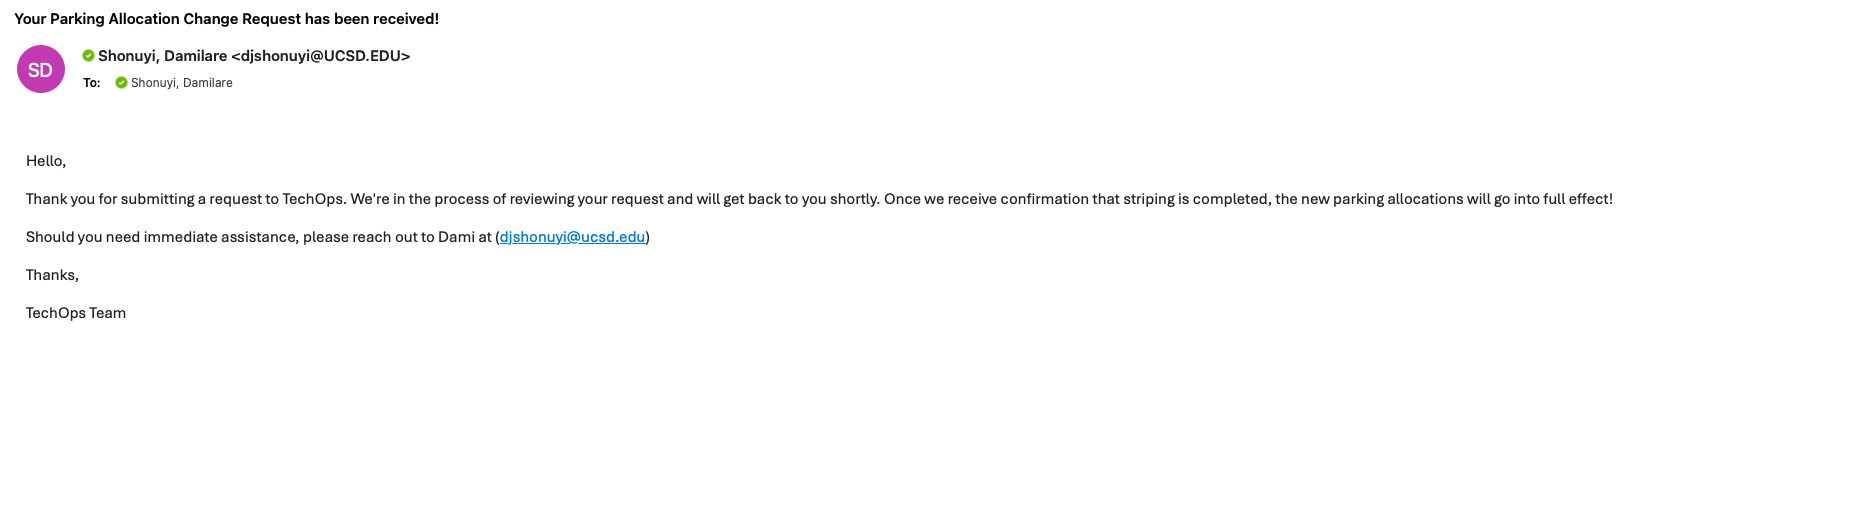 Your Parking Allocation Change Request has been received!
SD
Shonuyi, Damilare <djshonuyi@UCSD.EDU>
To: Shonuyi, Damilare
Hello,
Thank you for submitting a request to TechOps. We're in the process of reviewing your request and will get back to you shortly. Once we receive confirmation that striping is completed, the new parking allocations will go into full effect!
Should you need immediate assistance, please reach out to Dami at (djshonuyi@ucsd.edu)
Thanks,
TechOps Team